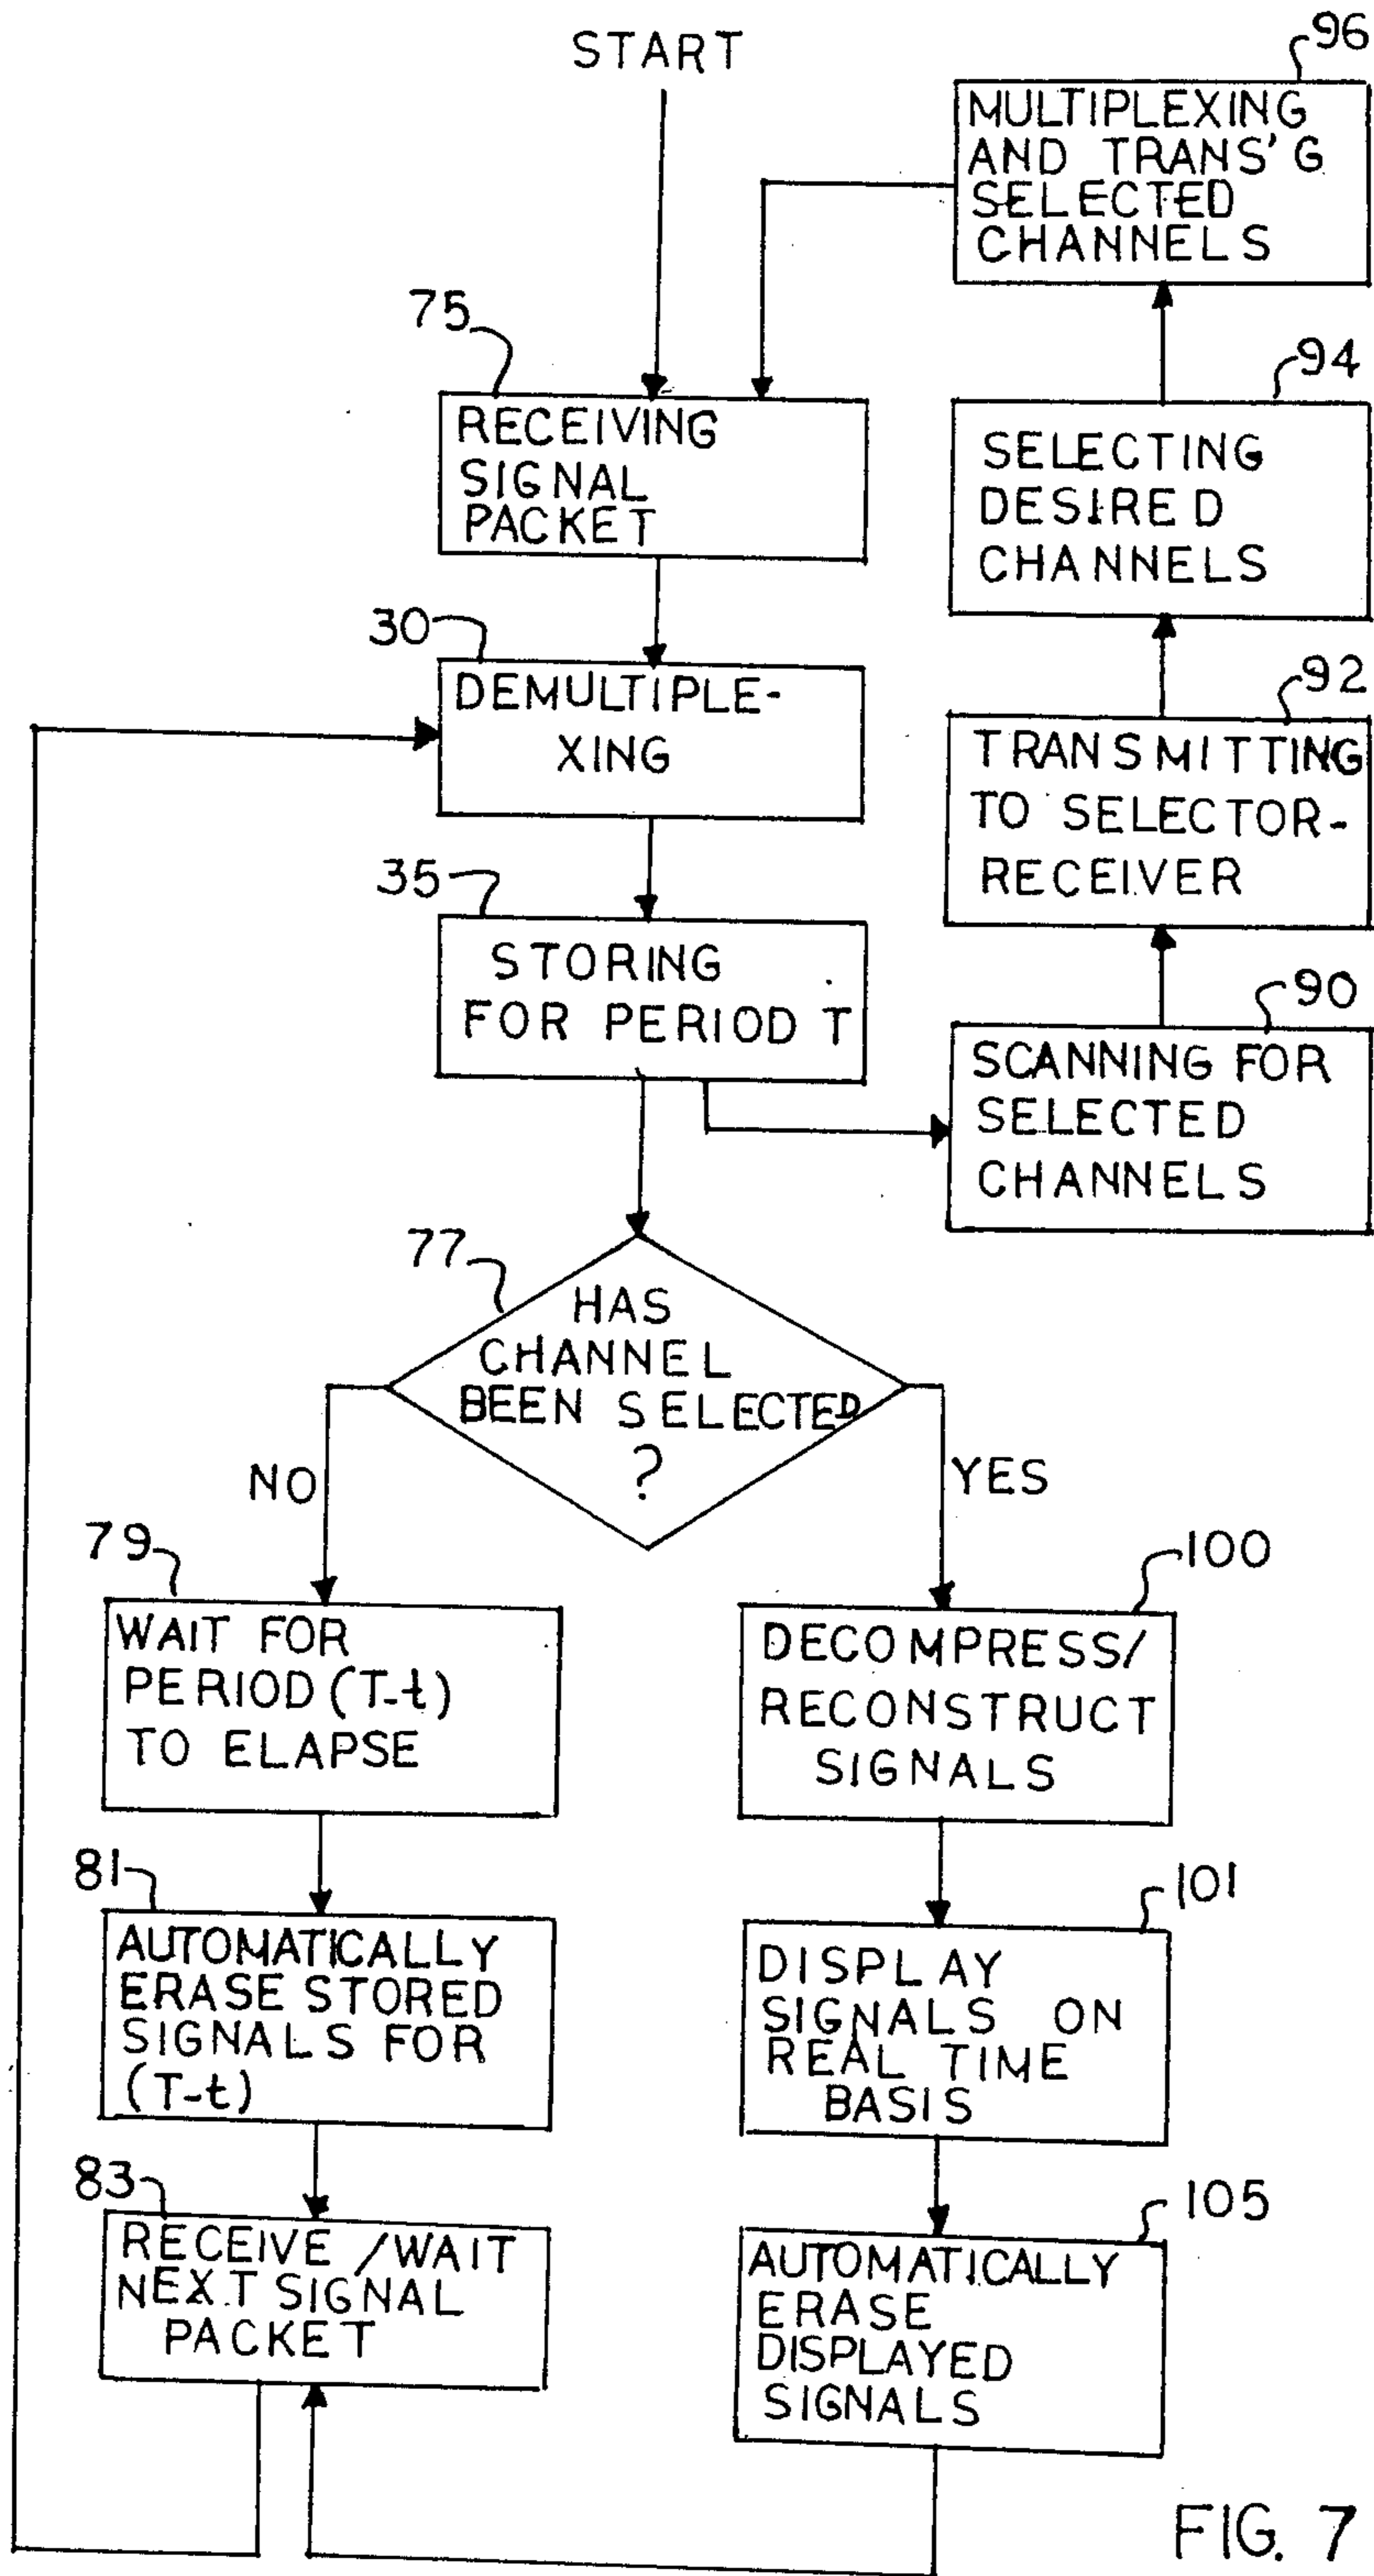 START
96
MULTIPLEXING
AND TRANS'G
SELECTED
CHANNELS
75
RECEIVING
SIGNAL
PACKET
94
SELECTING
DESIRED
CHANNELS
30
DEMULTIPLE-
XING
92
TRANSMITTING
TO SELECTOR-
RECEIVER
35
STORING
FOR PERIOD T
90
SCANNING FOR
SELECTED
CHANNELS
77
HAS
CHANNEL
BEEN SELECTED
?
NO
YES
79
WAIT FOR
PERIOD (T-t)
TO ELAPSE
100
DECOMPRESS/
RECONSTRUCT
SIGNALS
81
AUTOMATICALLY
ERASE STORED
SIGNALS FOR
(T-t)
101
DISPLAY
SIGNALS ON
REAL TIME
BASIS
83
RECEIVE /WAIT
NEXT SIGNAL
PACKET
105
AUTOMATICALLY
ERASE
DISPLAYED
SIGNALS
FIG. 7